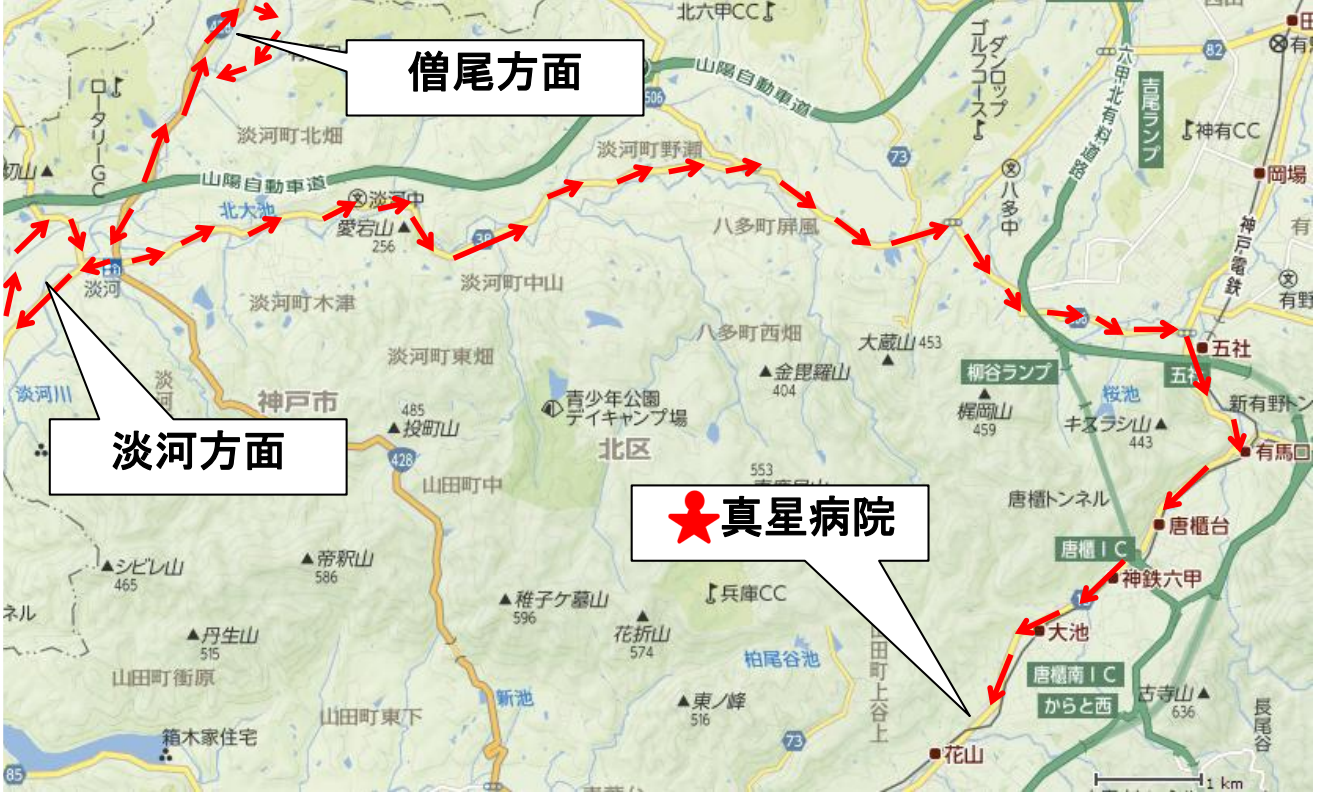 北六甲CC
僧尾方面
山陽自動車道
506
ダンロップ
ゴルフコース
六甲北有料道路
82
吉尾ランプ
神有CC
ロータリーGC
淡河町北畑
淡河町野瀬
73
八多中
岡場
切山
山陽自動車道
淡河中
北大池
愛宕山
256
38
八多町屏風
神戸電鉄
有野
淡河
淡河町木津
淡河町中山
八多町西畑
大蔵山 453
五社
淡河町東畑
金毘羅山
404
柳谷ランプ
五社
淡河川
神戸市
青少年公園
デイキャンプ場
梶岡山
459
桜池
キスラシ山
443
新有野トン
485
投町山
淡河方面
北区
有馬口
428
山田町中
553
真星病院
唐櫃トンネル
唐櫃台
唐櫃IC
神鉄六甲
シビレ山
465
帝釈山
586
稚子ケ墓山
596
兵庫CC
花折山
574
大池
ネル
丹生山
515
山田町衝原
柏尾谷池
山田町上谷上
唐櫃南IC
からと西
古寺山
636
新池
東ノ峰
516
山田町東下
長尾谷
箱木家住宅
73
花山
85
1 km